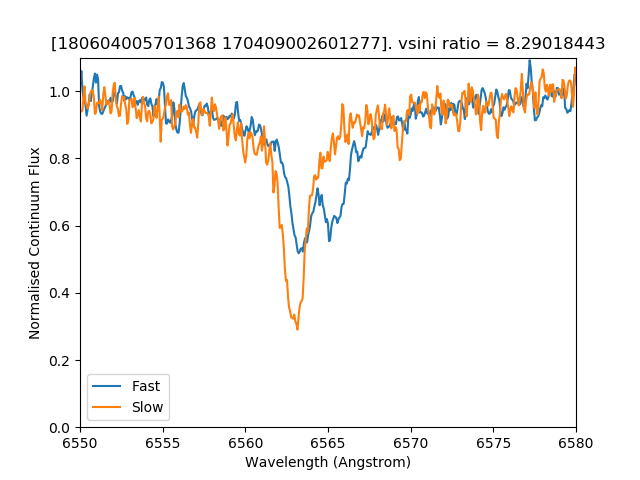 [180604005701368 170409002601277]. vsini ratio = 8.29018443
Normalised Continuum Flux
1.0
0.8
0.6
0.4
0.2
0.0
Fast
Slow
6550 6555 6560 6565 6570 6575 6580
Wavelength (Angstrom)